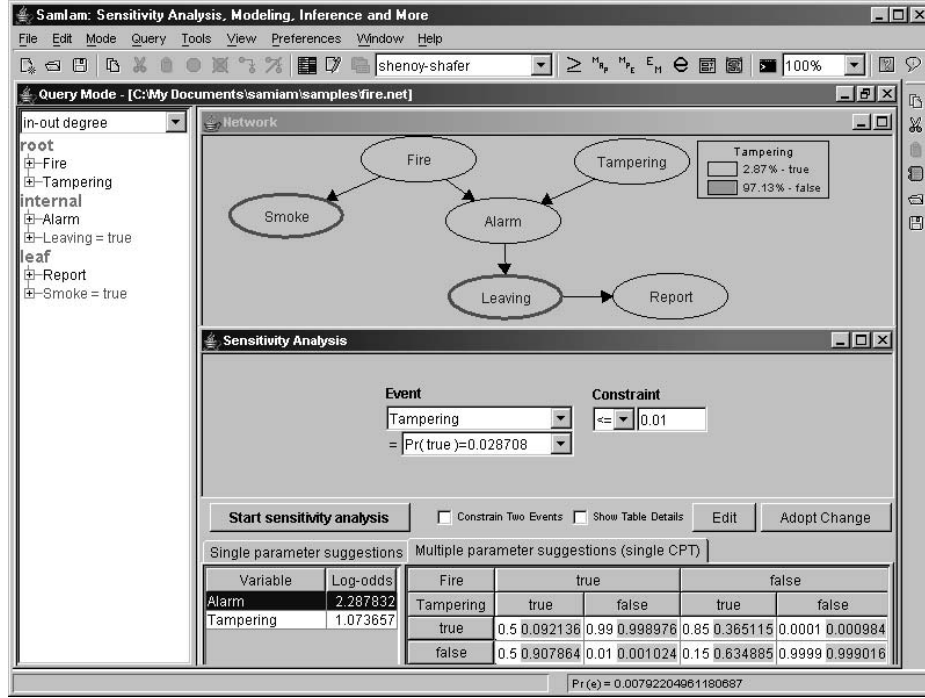 SamIam: Sensitivity Analysis, Modeling, Inference and More
File Edit Mode Query Tools View Preferences Window Help
shenoy-shafer
100%
Query Mode - [C:\My Documents\samiam\samples\fire.net]
in-out degree
root
Fire
Tampering
internal
Alarm
Leaving = true
leaf
Report
Smoke = true
Network
Fire
Tampering
Smoke
Alarm
Leaving
Report
Tampering
2.87% - true
97.13% - false
Sensitivity Analysis
Event
Constraint
Tampering
<= 0.01
= Pr( true )=0.028708
Start sensitivity analysis
Constrain Two Events
Show Table Details
Edit
Adopt Change
Single parameter suggestions
Multiple parameter suggestions (single CPT)
Variable Log-odds
Alarm 2.287832
Tampering 1.073657
Fire true false
Tampering true false true false
true 0.5 0.092136 0.99 0.998976 0.85 0.365115 0.0001 0.000984
false 0.5 0.907864 0.01 0.001024 0.15 0.634885 0.9999 0.999016
Pr(e) = 0.00792204961180687